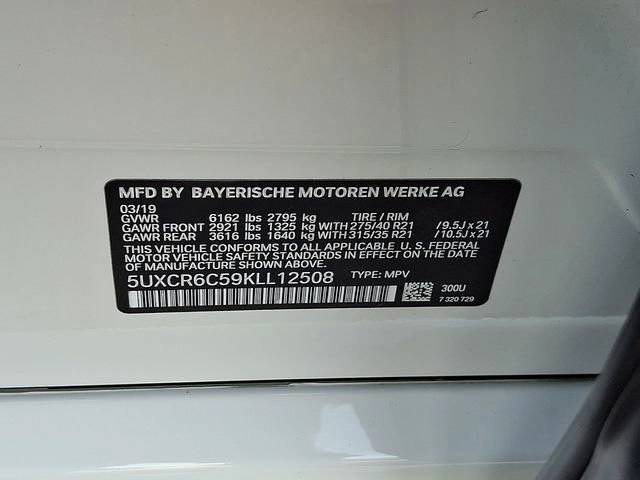 MFD BY BAYERISCHE MOTOREN WERKE AG
03/19
GVWR 6162 lbs 2795 kg TIRE / RIM
GAWR FRONT 2921 lbs 1325 kg WITH 275/40 R21 / 9.5J x 21
GAWR REAR 3616 lbs 1640 kg WITH 315/35 R21 / 10.5J x 21
THIS VEHICLE CONFORMS TO ALL APPLICABLE U. S. FEDERAL
MOTOR VEHICLE SAFETY STANDARDS IN EFFECT ON THE DATE
OF MANUFACTURE SHOWN ABOVE.
5UXCR6C59KLL12508 TYPE: MPV
300U
7 320 729